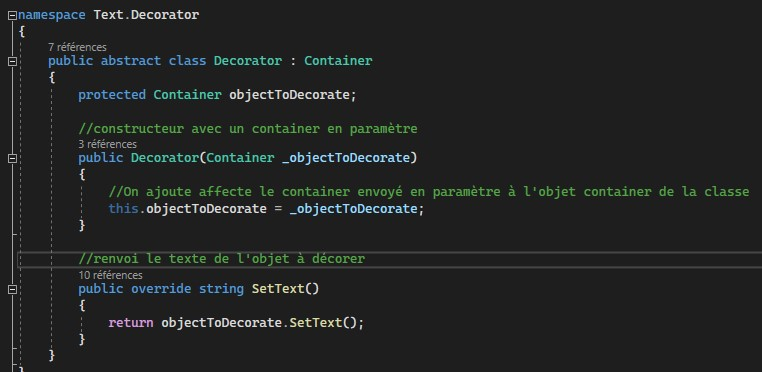 namespace Text.Decorator
{
7 références
public abstract class Decorator : Container
{
protected Container objectToDecorate;
//constructeur avec un container en paramètre
3 références
public Decorator(Container _objectToDecorate)
{
//On ajoute affecte le container envoyé en paramètre à l'objet container de la classe
this.objectToDecorate = _objectToDecorate;
}
//renvoi le texte de l'objet à décorer
10 références
public override string SetText()
{
return objectToDecorate.SetText();
}
}
}